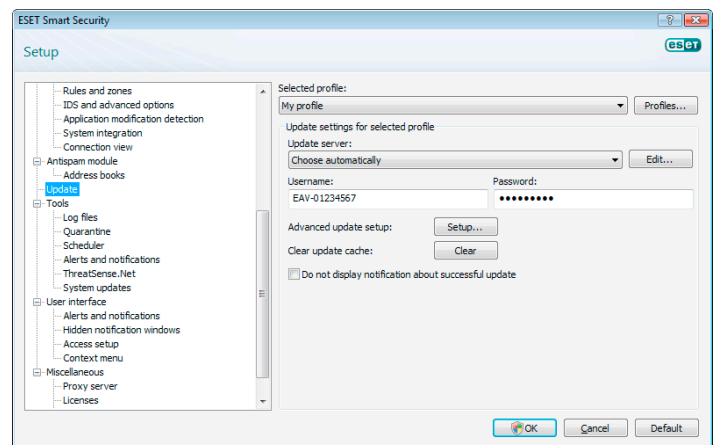 ESET Smart Security
Setup
eseT
Rules and zones
IDS and advanced options
Application modification detection
System integration
Connection view
Antispam module
Address books
Update
Tools
Log files
Quarantine
Scheduler
Alerts and notifications
ThreatSense.Net
System updates
User interface
Alerts and notifications
Hidden notification windows
Access setup
Context menu
Miscellaneous
Proxy server
Licenses
Selected profile:
My profile
Profiles...
Update settings for selected profile
Update server:
Choose automatically
Edit...
Username:
Password:
EAV-01234567
●●●●●●●●●
Advanced update setup:
Setup...
Clear update cache:
Clear
Do not display notification about successful update
OK
Cancel
Default